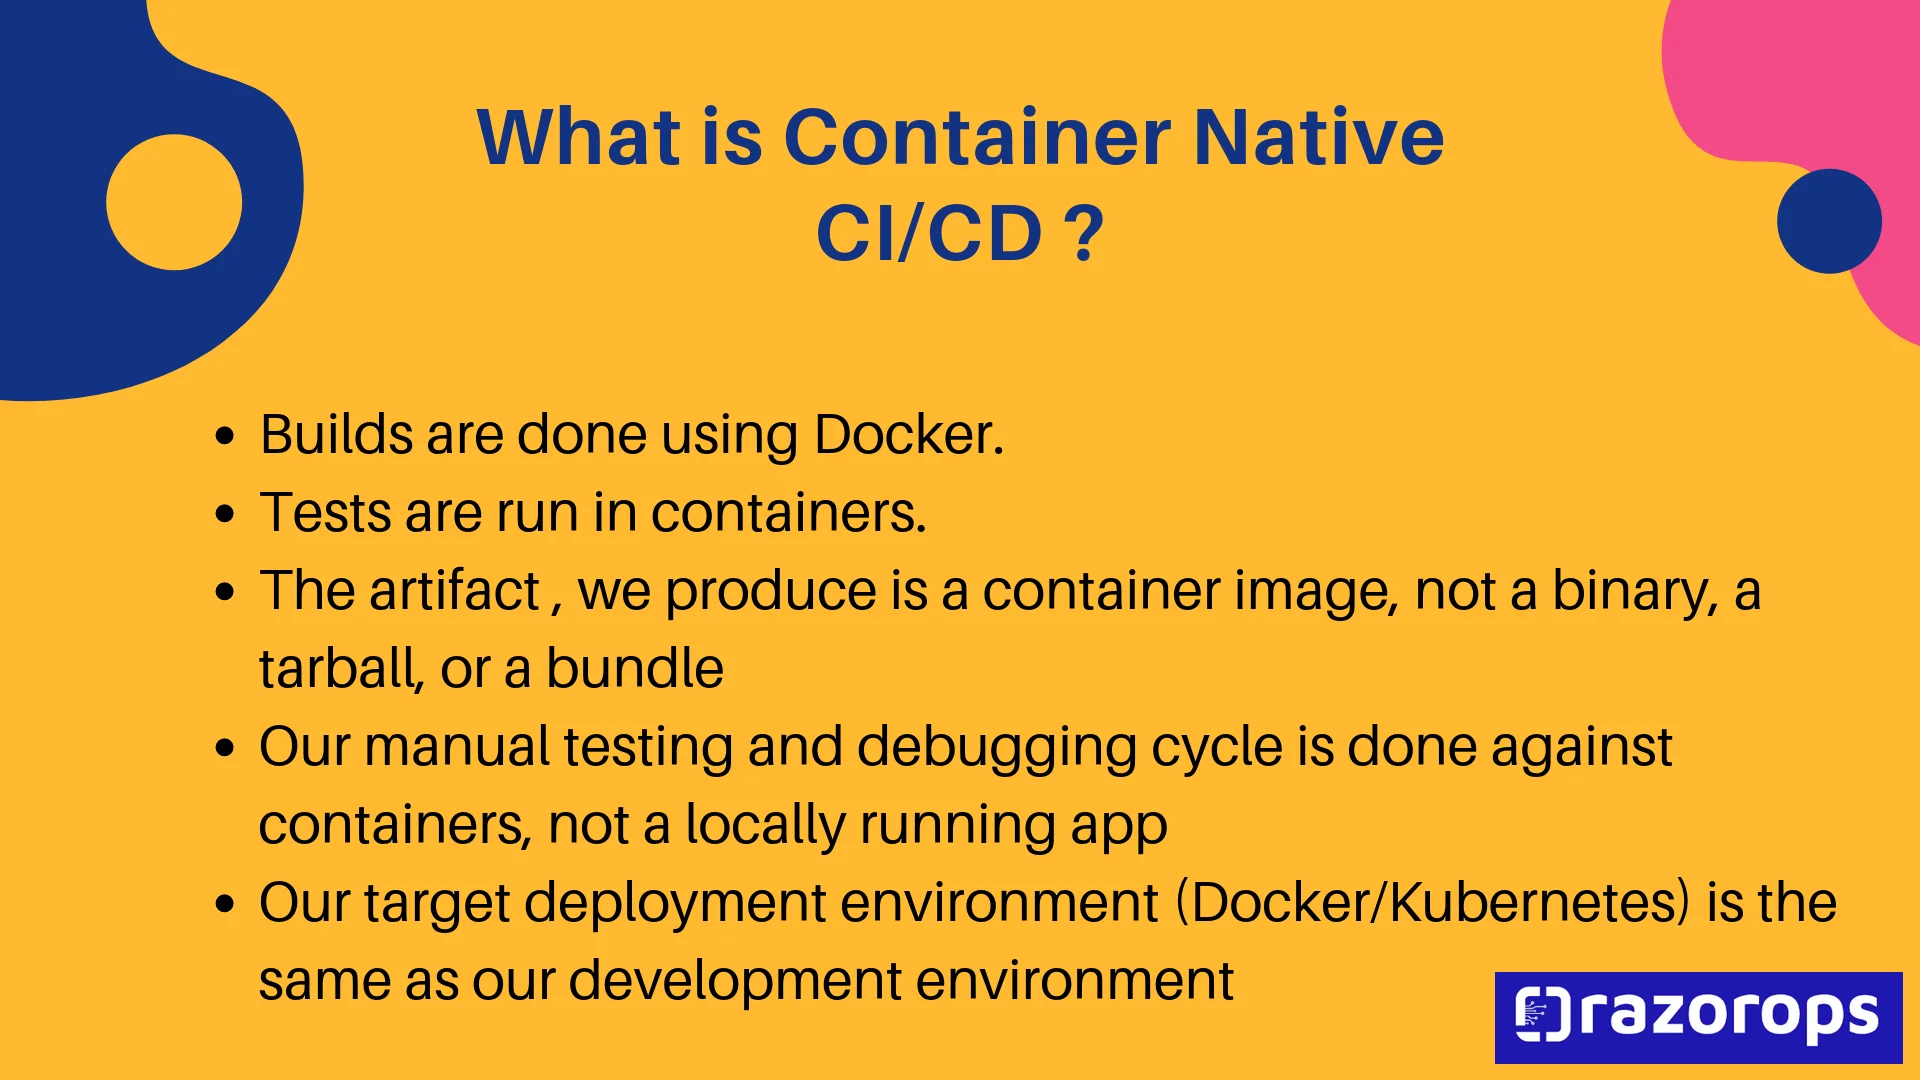 What is Container Native
CI/CD ?
• Builds are done using Docker.
• Tests are run in containers.
• The artifact , we produce is a container image, not a binary, a
tarball, or a bundle
• Our manual testing and debugging cycle is done against
containers, not a locally running app
• Our target deployment environment (Docker/Kubernetes) is the
same as our development environment
razorops